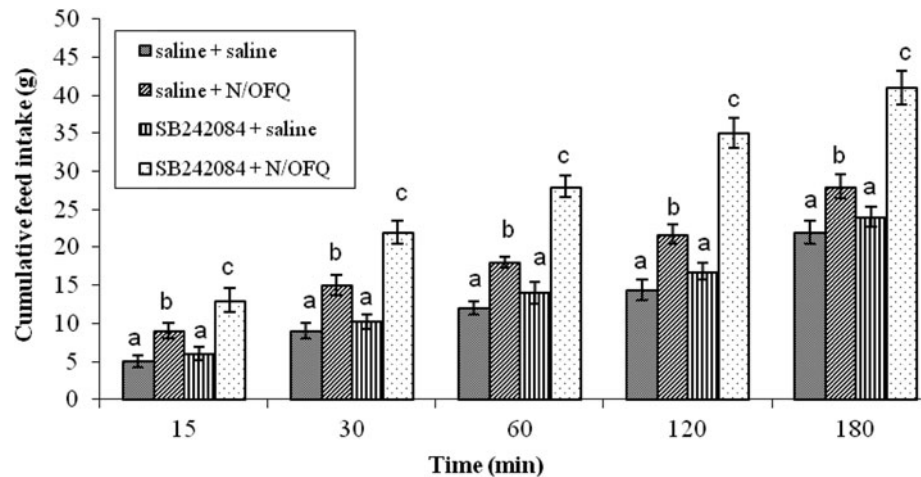 50
45
40
35
30
25
20
15
10
5
0
Cumulative feed intake (g)
saline + saline
saline + N/OFQ
SB242084 + saline
SB242084 + N/OFQ
a b a c
a b a c
a b a c
a b a c
a b a c
15 30 60 120 180
Time (min)